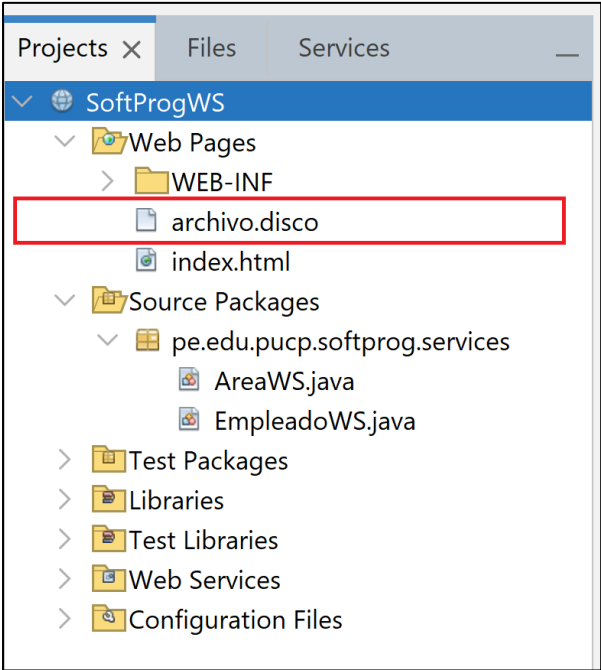 Projects Files Services
SoftProgWS
Web Pages
WEB-INF
archivo.disco
index.html
Source Packages
pe.edu.pucp.softprog.services
AreaWS.java
EmpleadoWS.java
Test Packages
Libraries
Test Libraries
Web Services
Configuration Files